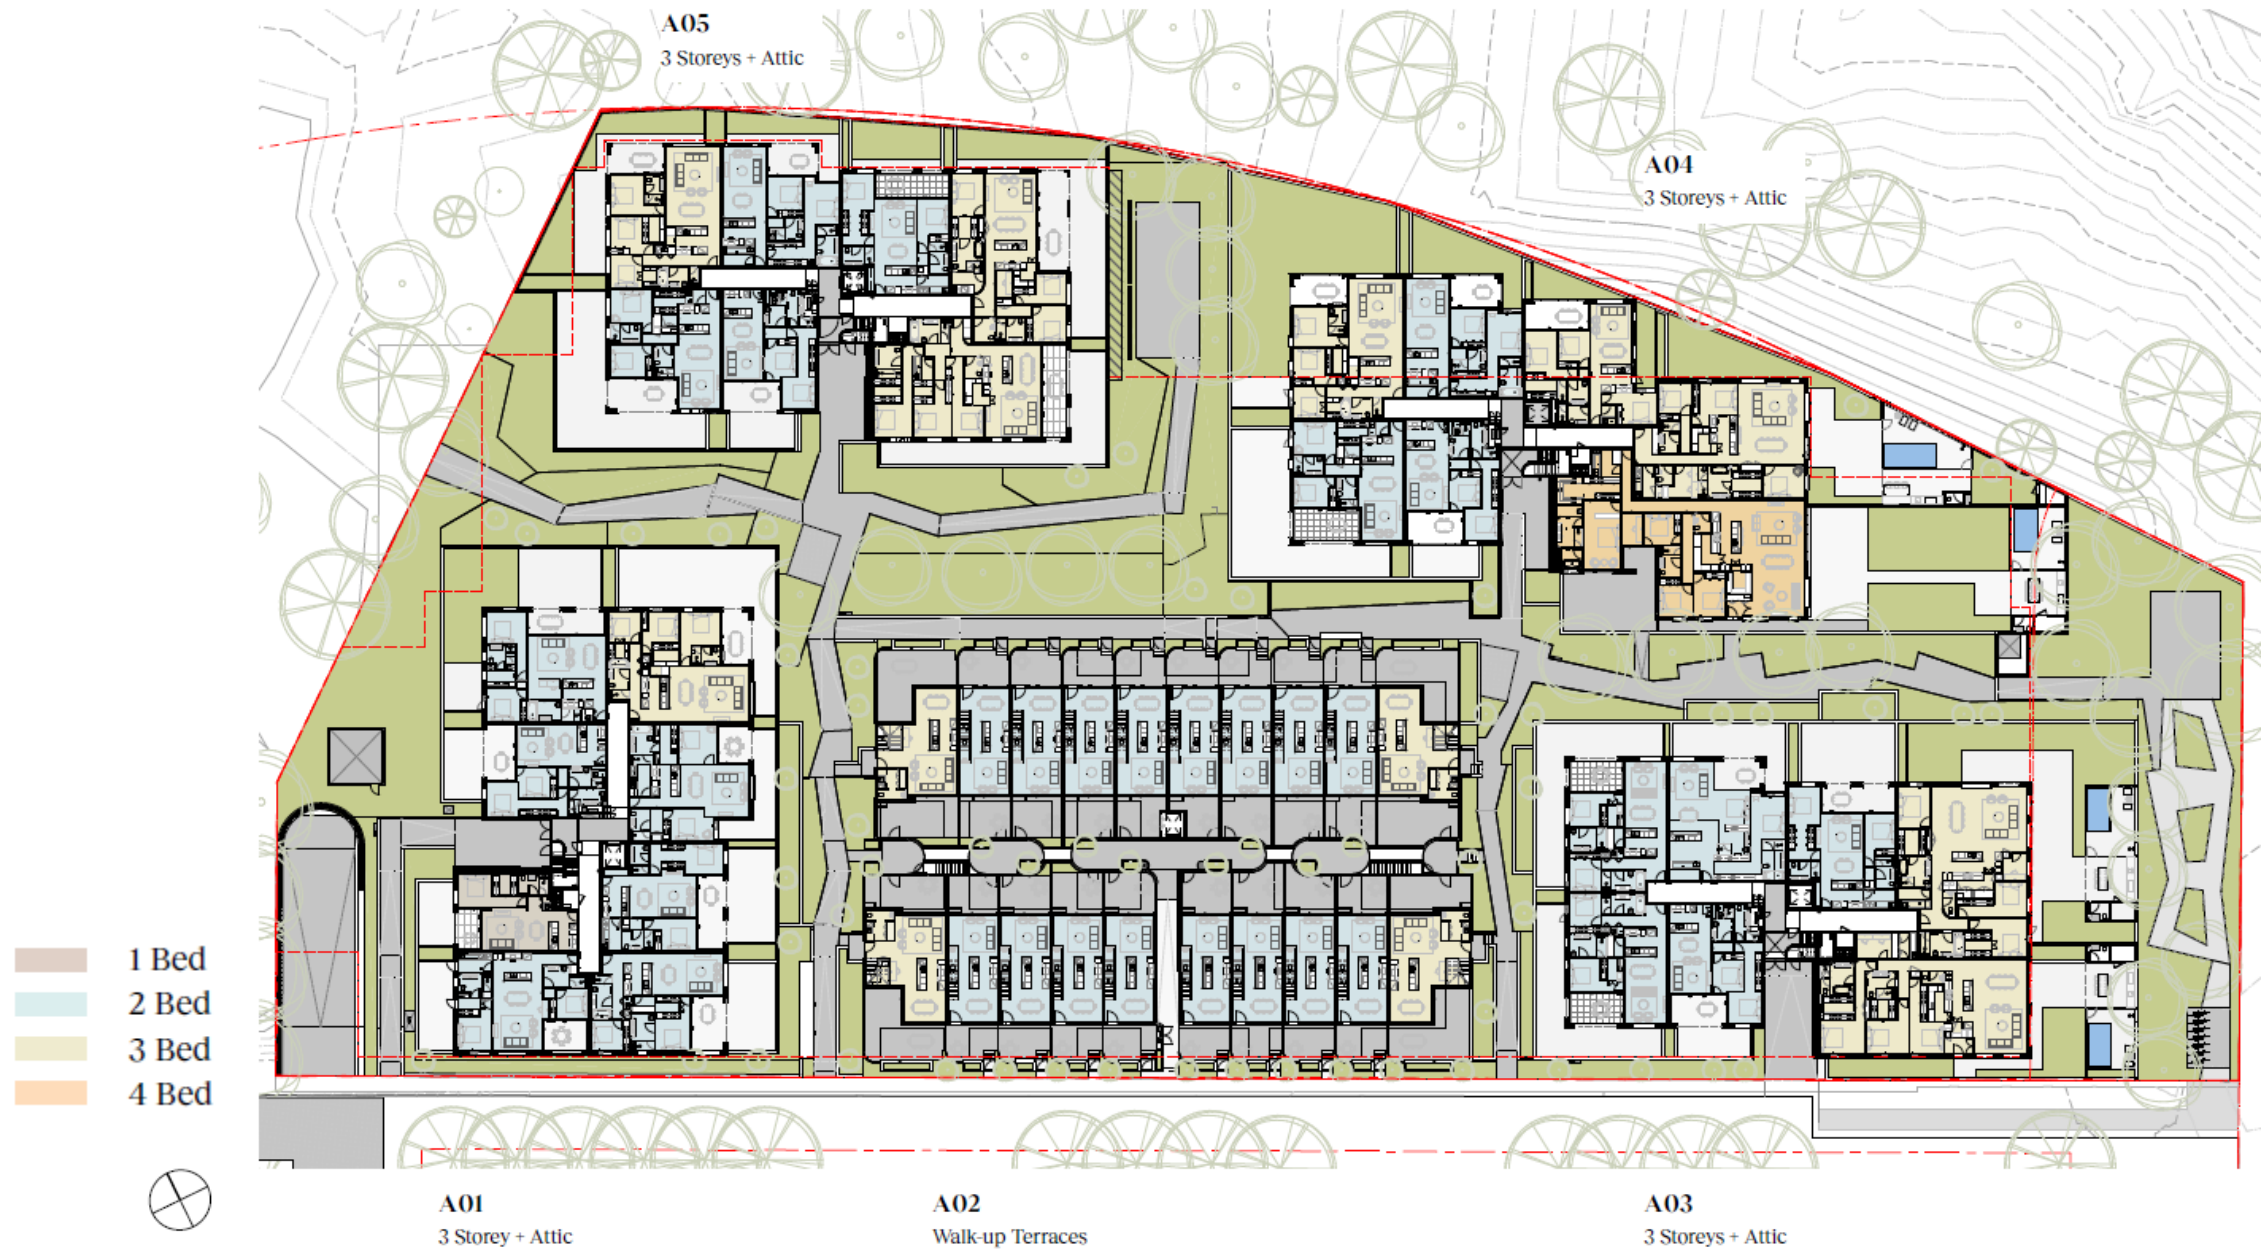 A05
3 Storeys + Attic
A04
3 Storeys + Attic
1 Bed
2 Bed
3 Bed
4 Bed
A01
3 Storey + Attic
A02
Walk-up Terraces
A03
3 Storeys + Attic